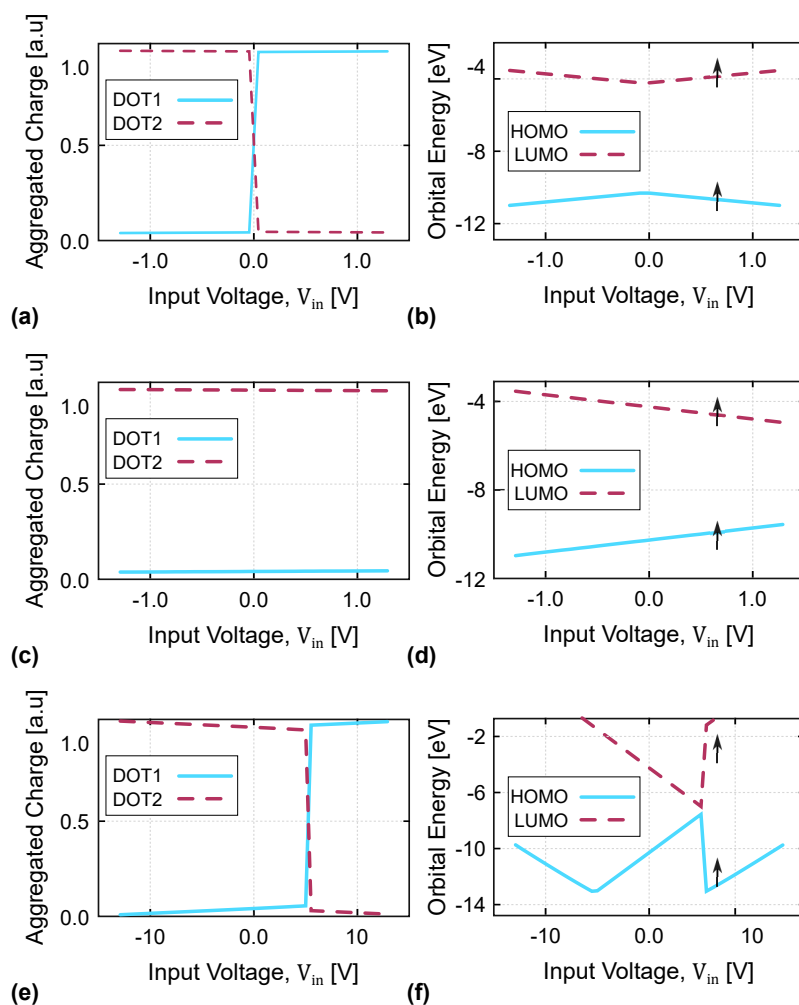 Aggregated Charge [a.u]
1.0
0.5
0.0
DOT1
DOT2
-1.0
0.0
1.0
Input Voltage, V_in [V]
(a)
Orbital Energy [eV]
-4
-8
-12
HOMO
LUMO
-1.0
0.0
1.0
Input Voltage, V_in [V]
(b)
Aggregated Charge [a.u]
1.0
0.5
0.0
DOT1
DOT2
-1.0
0.0
1.0
Input Voltage, V_in [V]
(c)
Orbital Energy [eV]
-4
-8
-12
HOMO
LUMO
-1.0
0.0
1.0
Input Voltage, V_in [V]
(d)
Aggregated Charge [a.u]
1.0
0.5
0.0
DOT1
DOT2
-10
0.0
10
Input Voltage, V_in [V]
(e)
Orbital Energy [eV]
-2
-6
-10
-14
HOMO
LUMO
-10
0.0
10
Input Voltage, V_in [V]
(f)